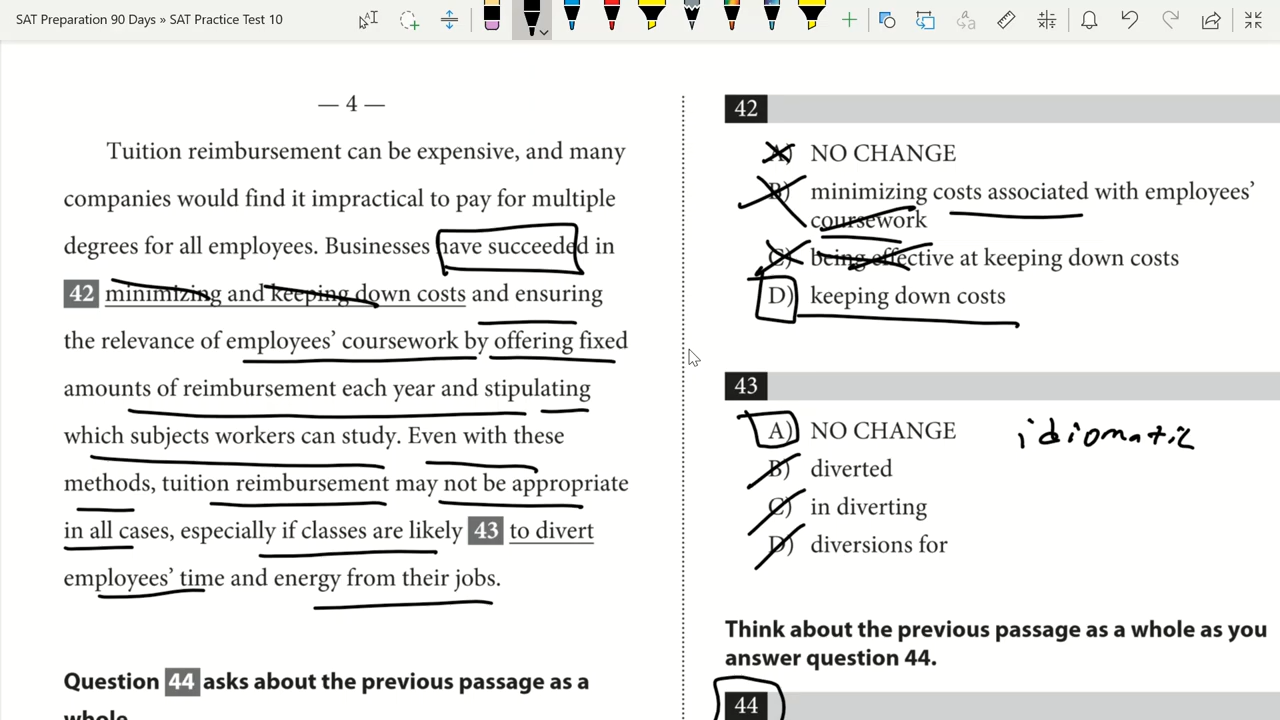 SAT Preparation 90 Days » SAT Practice Test 10
— 4 —
Tuition reimbursement can be expensive, and many
companies would find it impractical to pay for multiple
degrees for all employees. Businesses have succeeded in
42 minimizing and keeping down costs and ensuring
the relevance of employees’ coursework by offering fixed
amounts of reimbursement each year and stipulating
which subjects workers can study. Even with these
methods, tuition reimbursement may not be appropriate
in all cases, especially if classes are likely 43 to divert
employees’ time and energy from their jobs.
Question 44 asks about the previous passage as a
whole.
42
A) NO CHANGE
B) minimizing costs associated with employees’
coursework
C) being effective at keeping down costs
D) keeping down costs
43
A) NO CHANGE idiomatic
B) diverted
C) in diverting
D) diversions for
Think about the previous passage as a whole as you
answer question 44.
44